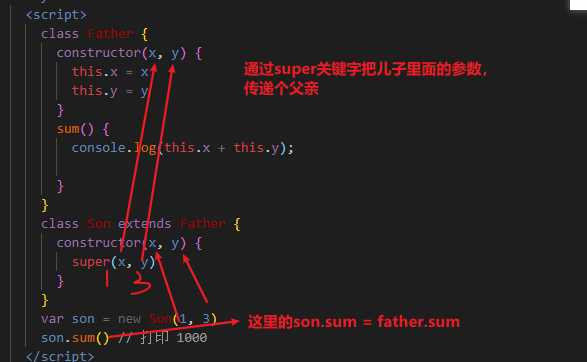 <script>
class Father {
constructor(x, y) {
this.x = x
this.y = y
}
sum() {
console.log(this.x + this.y);
}
}
class Son extends Father {
constructor(x, y) {
super(x, y)
}
}
var son = new Son(1, 3)
son.sum() // 打印 1000
</script>
通过super关键字把儿子里面的参数，
传递个父亲
1 3
这里的son.sum = father.sum